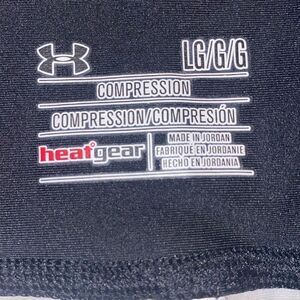 LG/G/G
COMPRESSION
COMPRESSION/COMPRESIÓN
heatgear
MADE IN JORDAN
FABRIQUÉ EN JORDANIE
HECHO EN JORDANIA